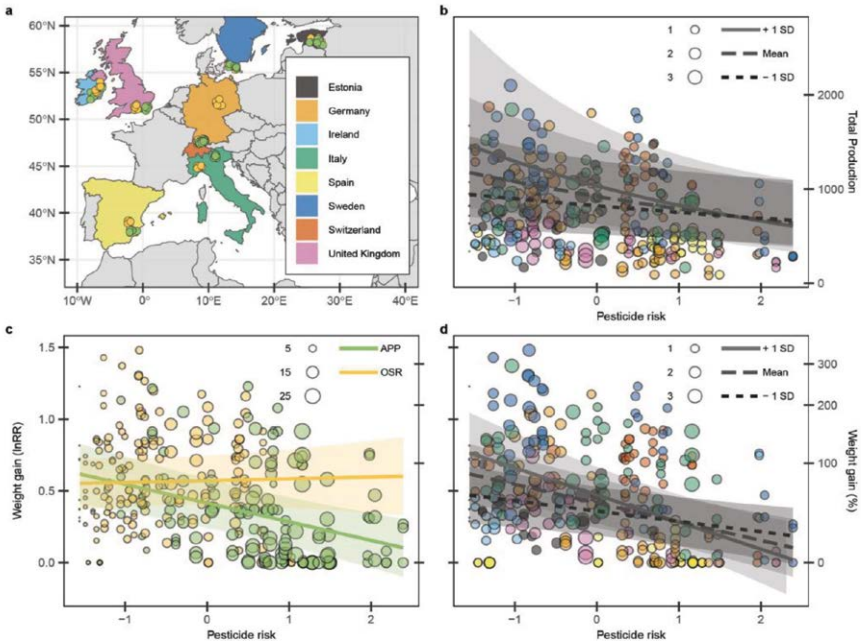 a
60°N
55°N
50°N
45°N
40°N
35°N
10°W 0° 10°E 20°E 30°E 40°E
Estonia
Germany
Ireland
Italy
Spain
Sweden
Switzerland
United Kingdom
b
1 + 1 SD
2 Mean
3 − 1 SD
2000
1000
0
Total Production
−1 0 1 2
Pesticide risk
c
1.5
1.0
0.5
0.0
Weight gain (lnRR)
5 APP
15 OSR
25
−1 0 1 2
Pesticide risk
d
1 + 1 SD
2 Mean
3 − 1 SD
300
200
100
0
Weight gain (%)
−1 0 1 2
Pesticide risk